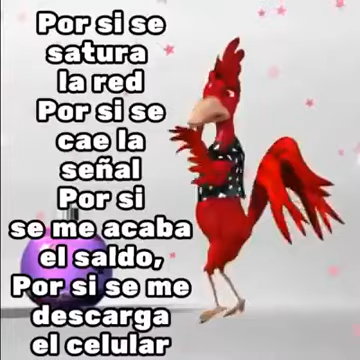 Por si se
satura
la red
Por si se
cae la
señal
Por si
se me acaba
el saldo,
Por si se me
descarga
el celular